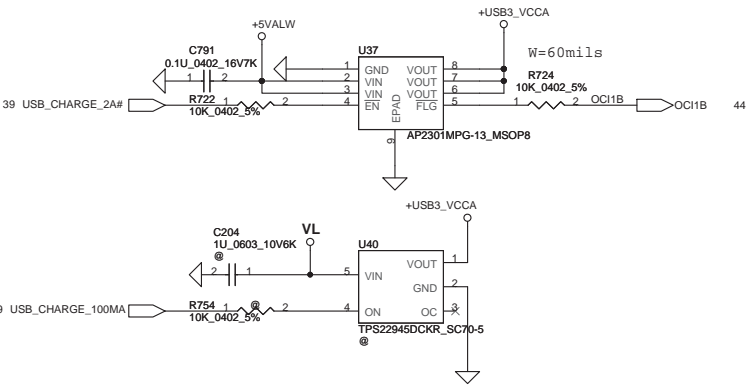 +USB3_VCCA
+5VALW
C791
0.1U_0402_16V7K
1 2
U37
1 GND VOUT 8
2 VIN VOUT 7
3 VIN VOUT 6
4 EN FLG 5
EPAD
9
AP2301MPG-13_MSOP8
W=60mils
R724
10K_0402_5%
1 2 OCI1B
OCI1B 44
39 USB_CHARGE_2A#
R722 1 2
10K_0402_5%
+USB3_VCCA
C204
1U_0603_10V6K
@
2 1
VL
U40
5 VIN VOUT 1
GND 2
4 ON OC 3
TPS22945DCKR_SC70-5
@
9 USB_CHARGE_100MA
R754 1 @ 2
10K_0402_5%